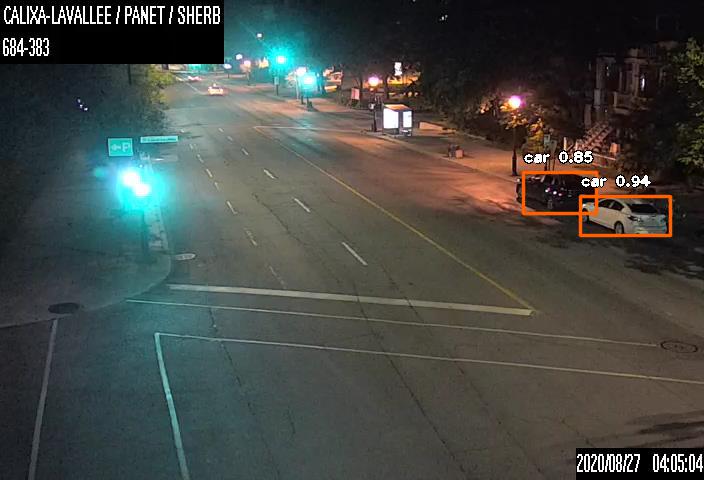 CALIXA-LAVALLEE / PANET / SHERB
684-383
←P
car 0.85
car 0.94
2020/08/27 04:05:04